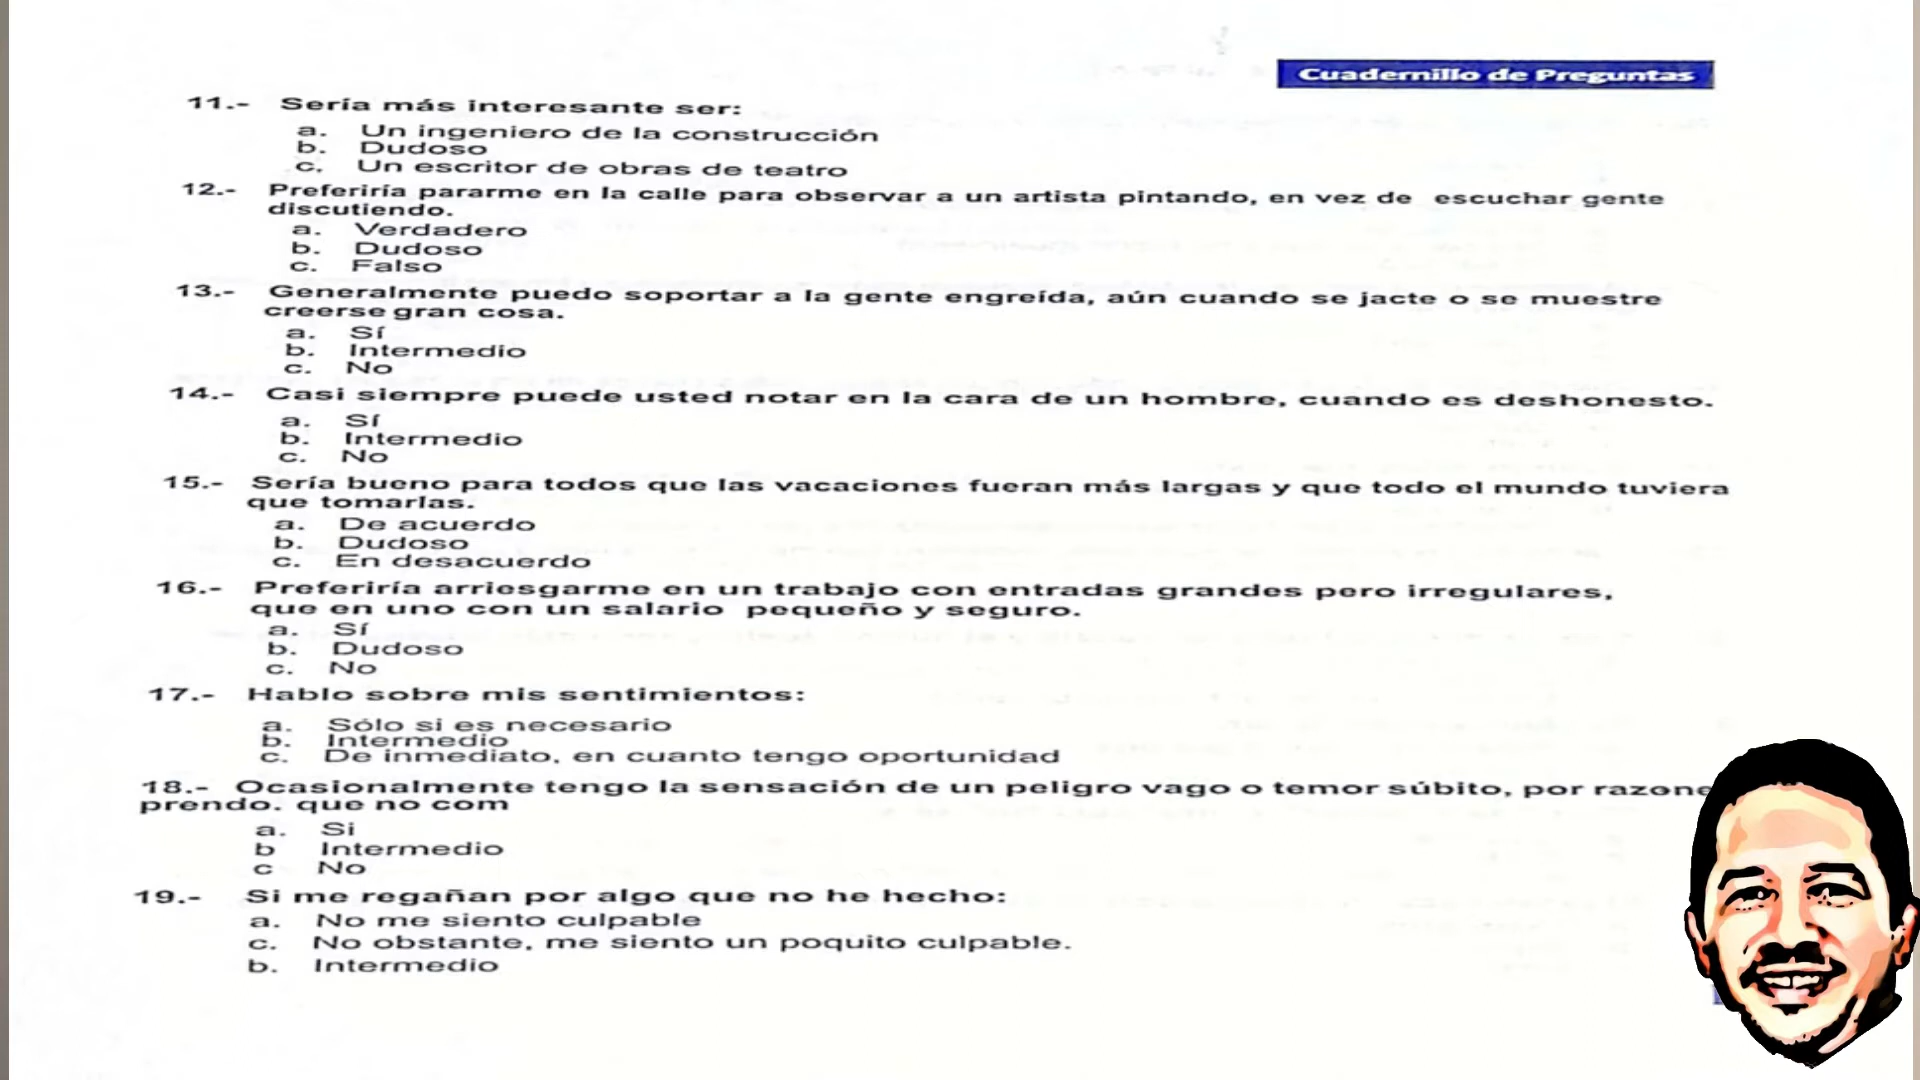 Cuadernillo de Preguntas
11.- Sería más interesante ser:
a. Un ingeniero de la construcción
b. Dudoso
c. Un escritor de obras de teatro
12.- Preferiría pararme en la calle para observar a un artista pintando, en vez de escuchar gente
discutiendo.
a. Verdadero
b. Dudoso
c. Falso
13.- Generalmente puedo soportar a la gente engreída, aún cuando se jacte o se muestre
creerse gran cosa.
a. Sí
b. Intermedio
c. No
14.- Casi siempre puede usted notar en la cara de un hombre, cuando es deshonesto.
a. Sí
b. Intermedio
c. No
15.- Sería bueno para todos que las vacaciones fueran más largas y que todo el mundo tuviera
que tomarlas.
a. De acuerdo
b. Dudoso
c. En desacuerdo
16.- Preferiría arriesgarme en un trabajo con entradas grandes pero irregulares,
que en uno con un salario pequeño y seguro.
a. Sí
b. Dudoso
c. No
17.- Hablo sobre mis sentimientos:
a. Sólo si es necesario
b. Intermedio
c. De inmediato, en cuanto tengo oportunidad
18.- Ocasionalmente tengo la sensación de un peligro vago o temor súbito, por razone
prendo. que no com
a. Si
b Intermedio
c No
19.- Si me regañan por algo que no he hecho:
a. No me siento culpable
c. No obstante, me siento un poquito culpable.
b. Intermedio